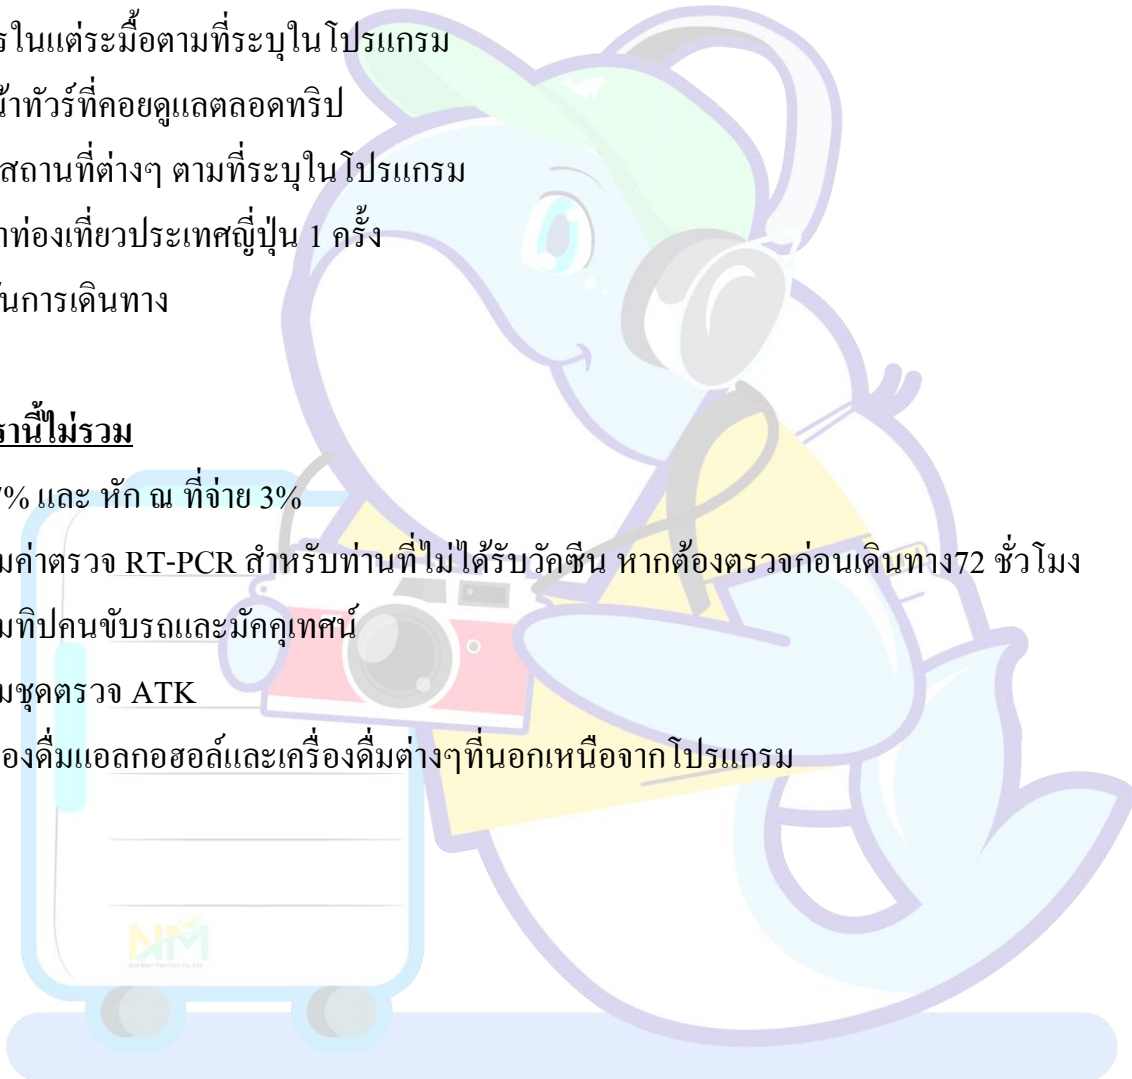 รในแต่ระมื้อตามที่ระบุในโปรแกรม
น้าทัวร์ที่คอยดูแลตลอดทริป
สถานที่ต่างๆ ตามที่ระบุในโปรแกรม
าท่องเที่ยวประเทศญี่ปุ่น 1 ครั้ง
ันการเดินทาง
รานี้ไม่รวม
7% และ หัก ณ ที่จ่าย 3%
มค่าตรวจ RT-PCR สำหรับท่านที่ไม่ได้รับวัคซีน หากต้องตรวจก่อนเดินทาง72 ชั่วโมง
มทิปคนขับรถและมัคคุเทศน์
มชุดตรวจ ATK
องดื่มแอลกอฮอล์และเครื่องดื่มต่างๆที่นอกเหนือจากโปรแกรม
NM